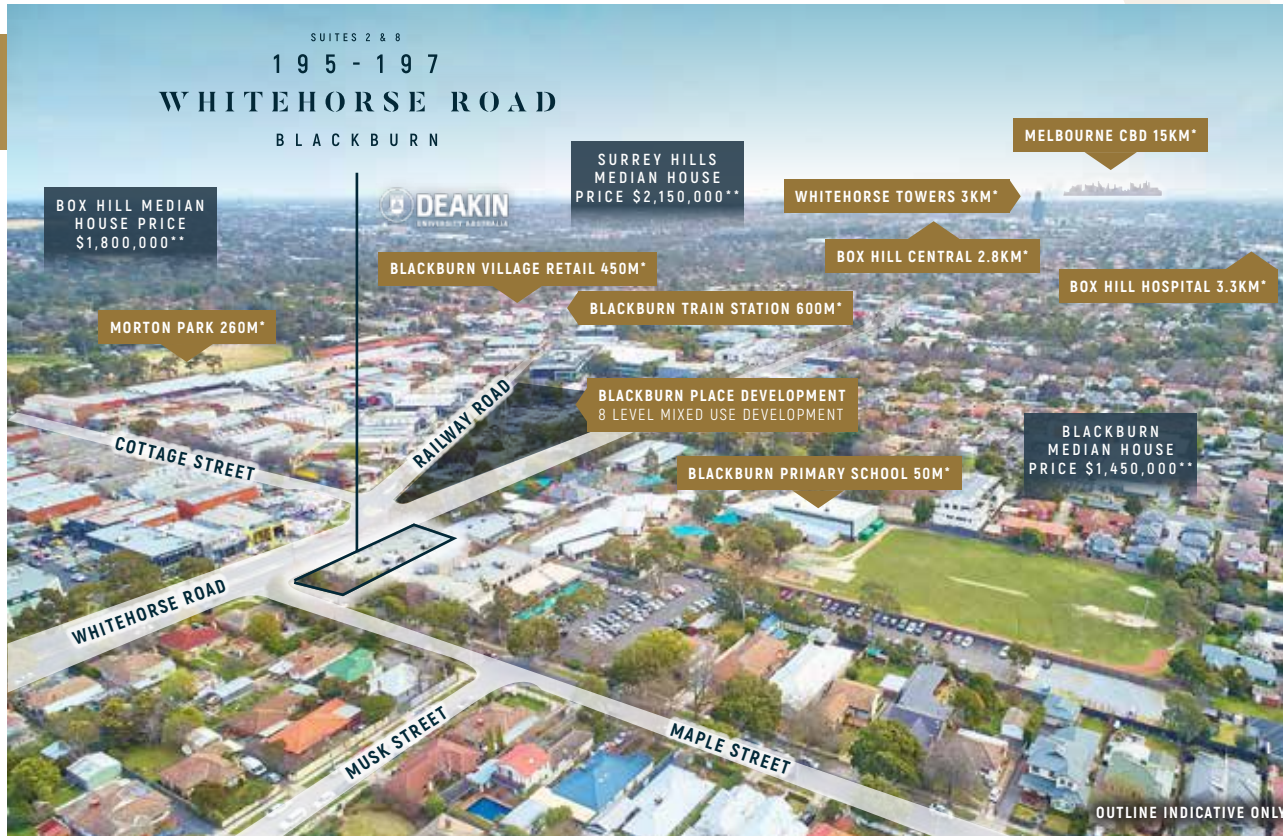 SUITES 2 & 8
195-197
WHITEHORSE ROAD
BLACKBURN
MELBOURNE CBD 15KM*
SURREY HILLS
MEDIAN HOUSE
PRICE $2,150,000**
BOX HILL MEDIAN
HOUSE PRICE
$1,800,000**
DEAKIN
UNIVERSITY AUSTRALIA
WHITEHORSE TOWERS 3KM*
BOX HILL CENTRAL 2.8KM*
BLACKBURN VILLAGE RETAIL 450M*
BOX HILL HOSPITAL 3.3KM*
BLACKBURN TRAIN STATION 600M*
MORTON PARK 260M*
BLACKBURN PLACE DEVELOPMENT
8 LEVEL MIXED USE DEVELOPMENT
RAILWAY ROAD
COTTAGE STREET
BLACKBURN
MEDIAN HOUSE
PRICE $1,450,000**
BLACKBURN PRIMARY SCHOOL 50M*
WHITEHORSE ROAD
MUSK STREET
MAPLE STREET
OUTLINE INDICATIVE ONLY